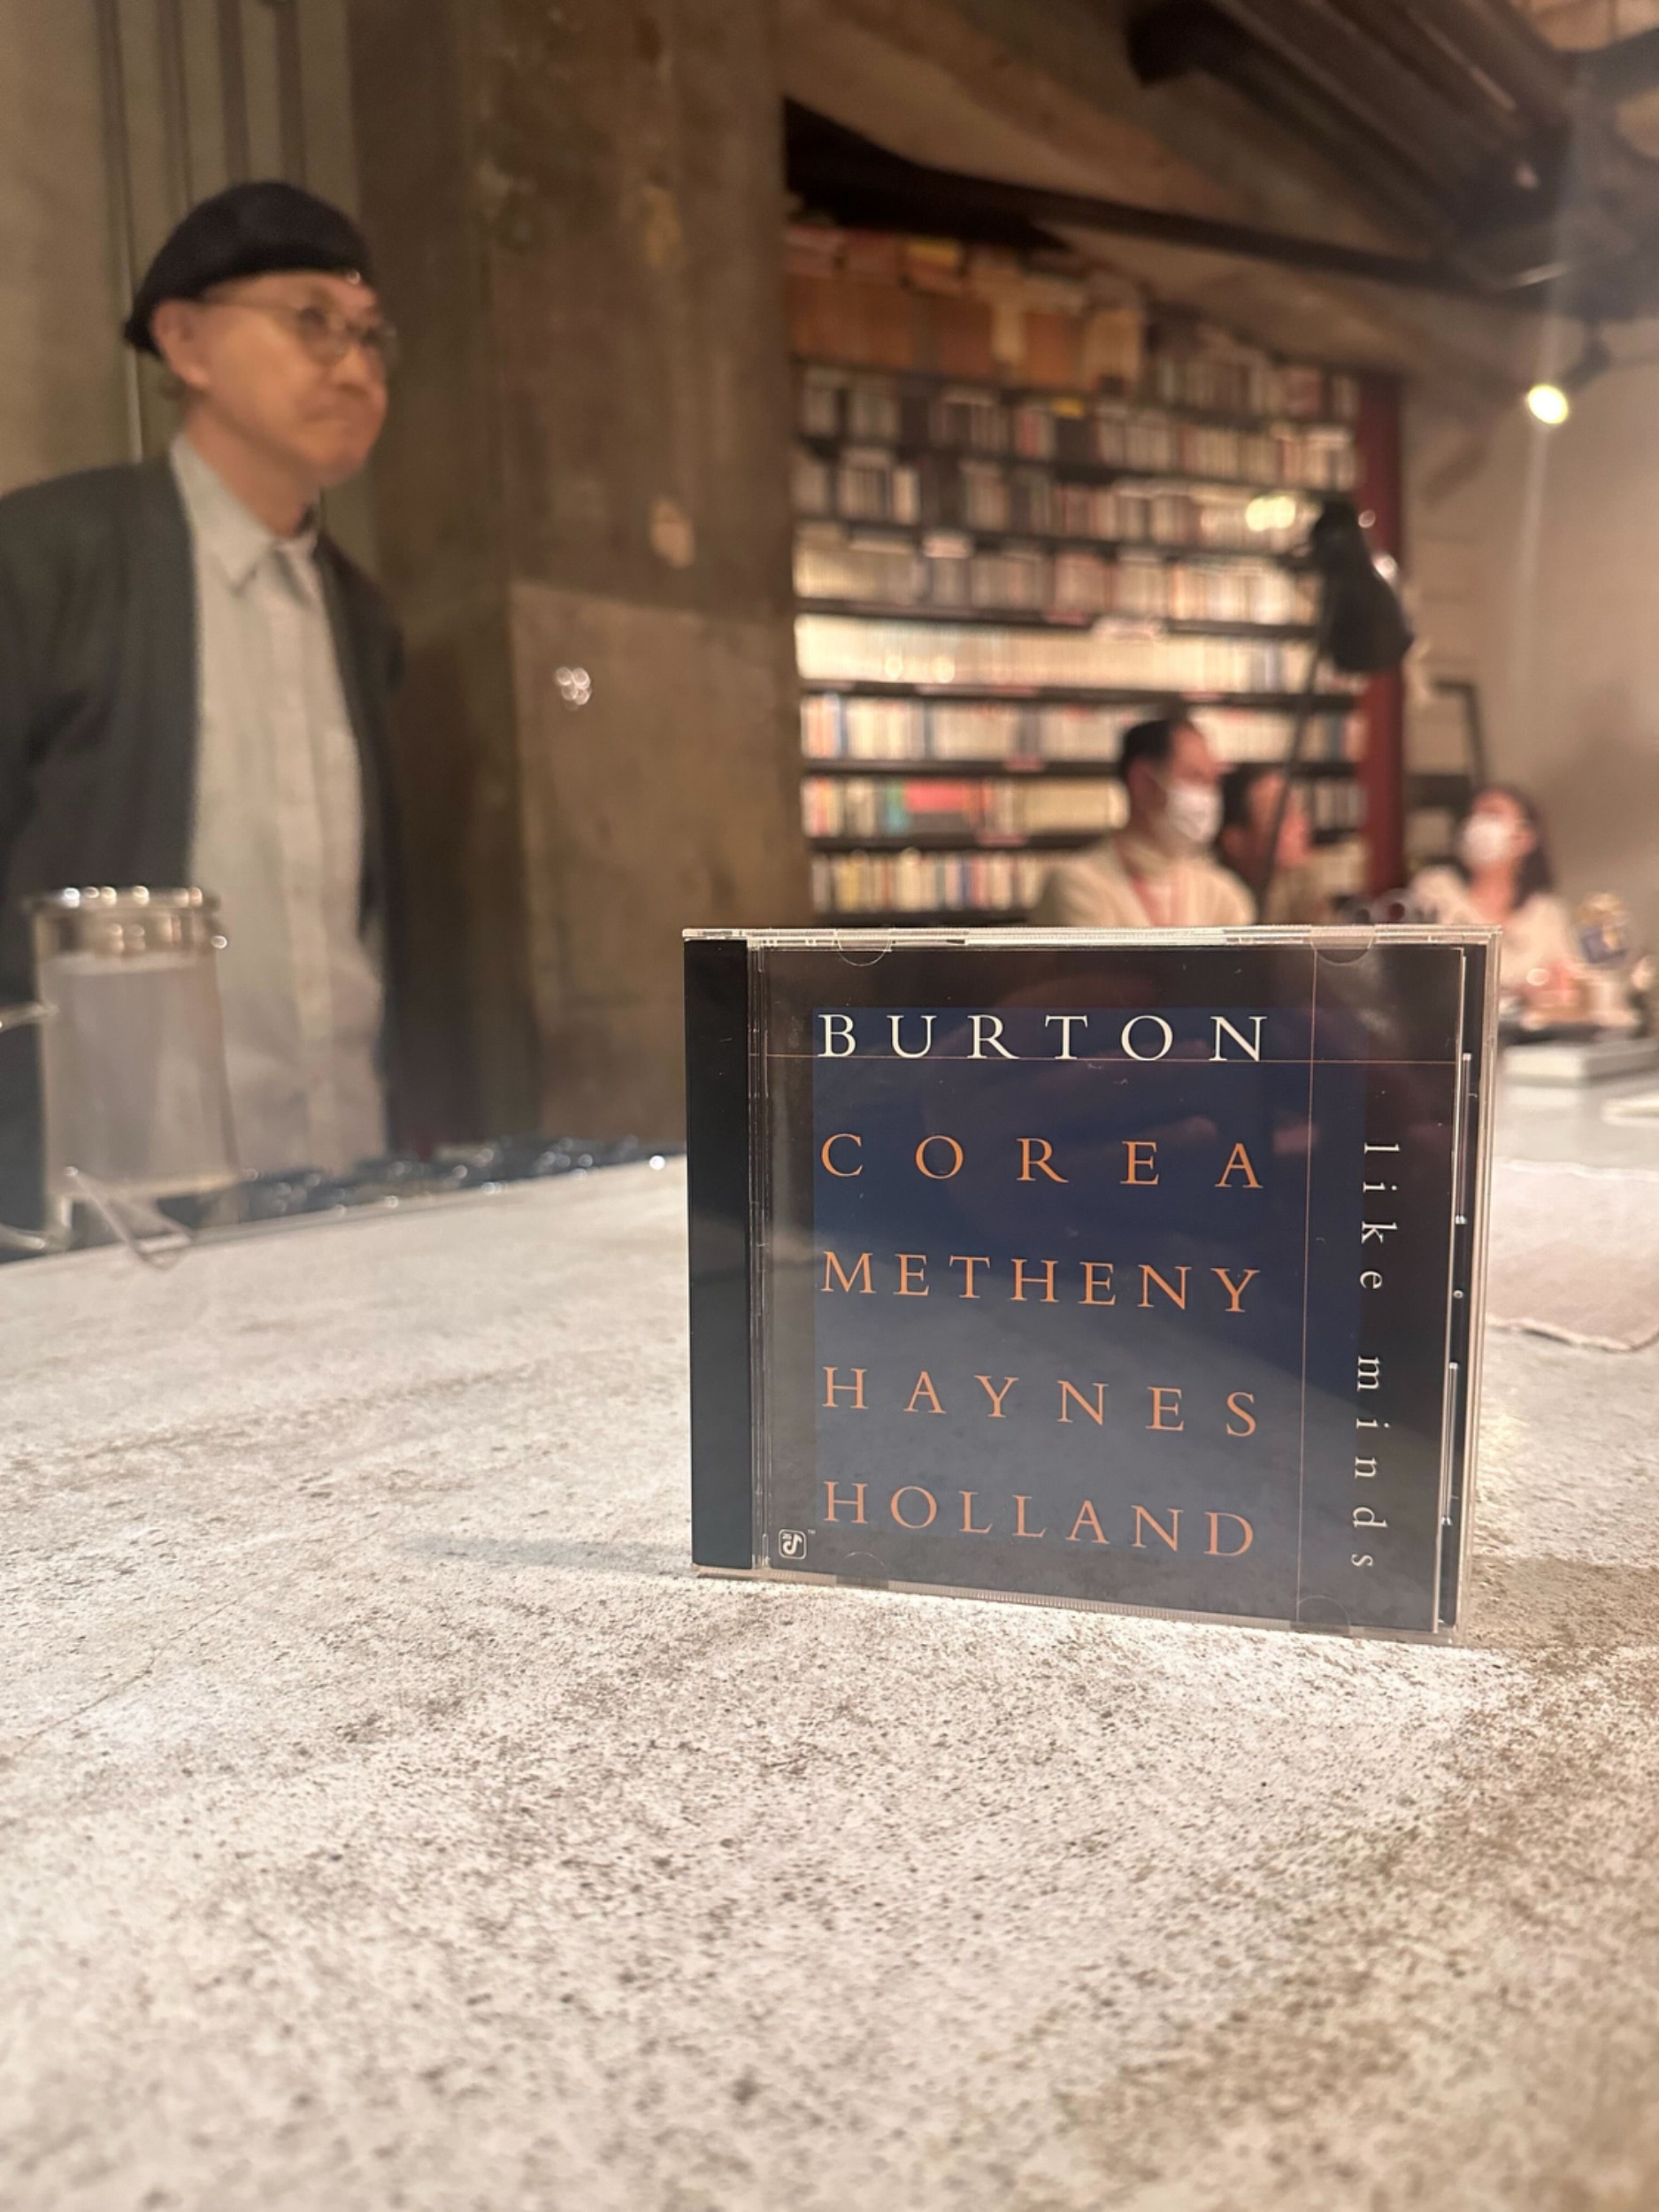 BURTON
COREA
METHENY
HAYNES
HOLLAND
like minds